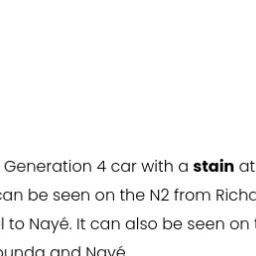 Generation 4 car with a stain at
can be seen on the N2 from Richa
l to Nayé. It can also be seen on t
ounda and Nayé.